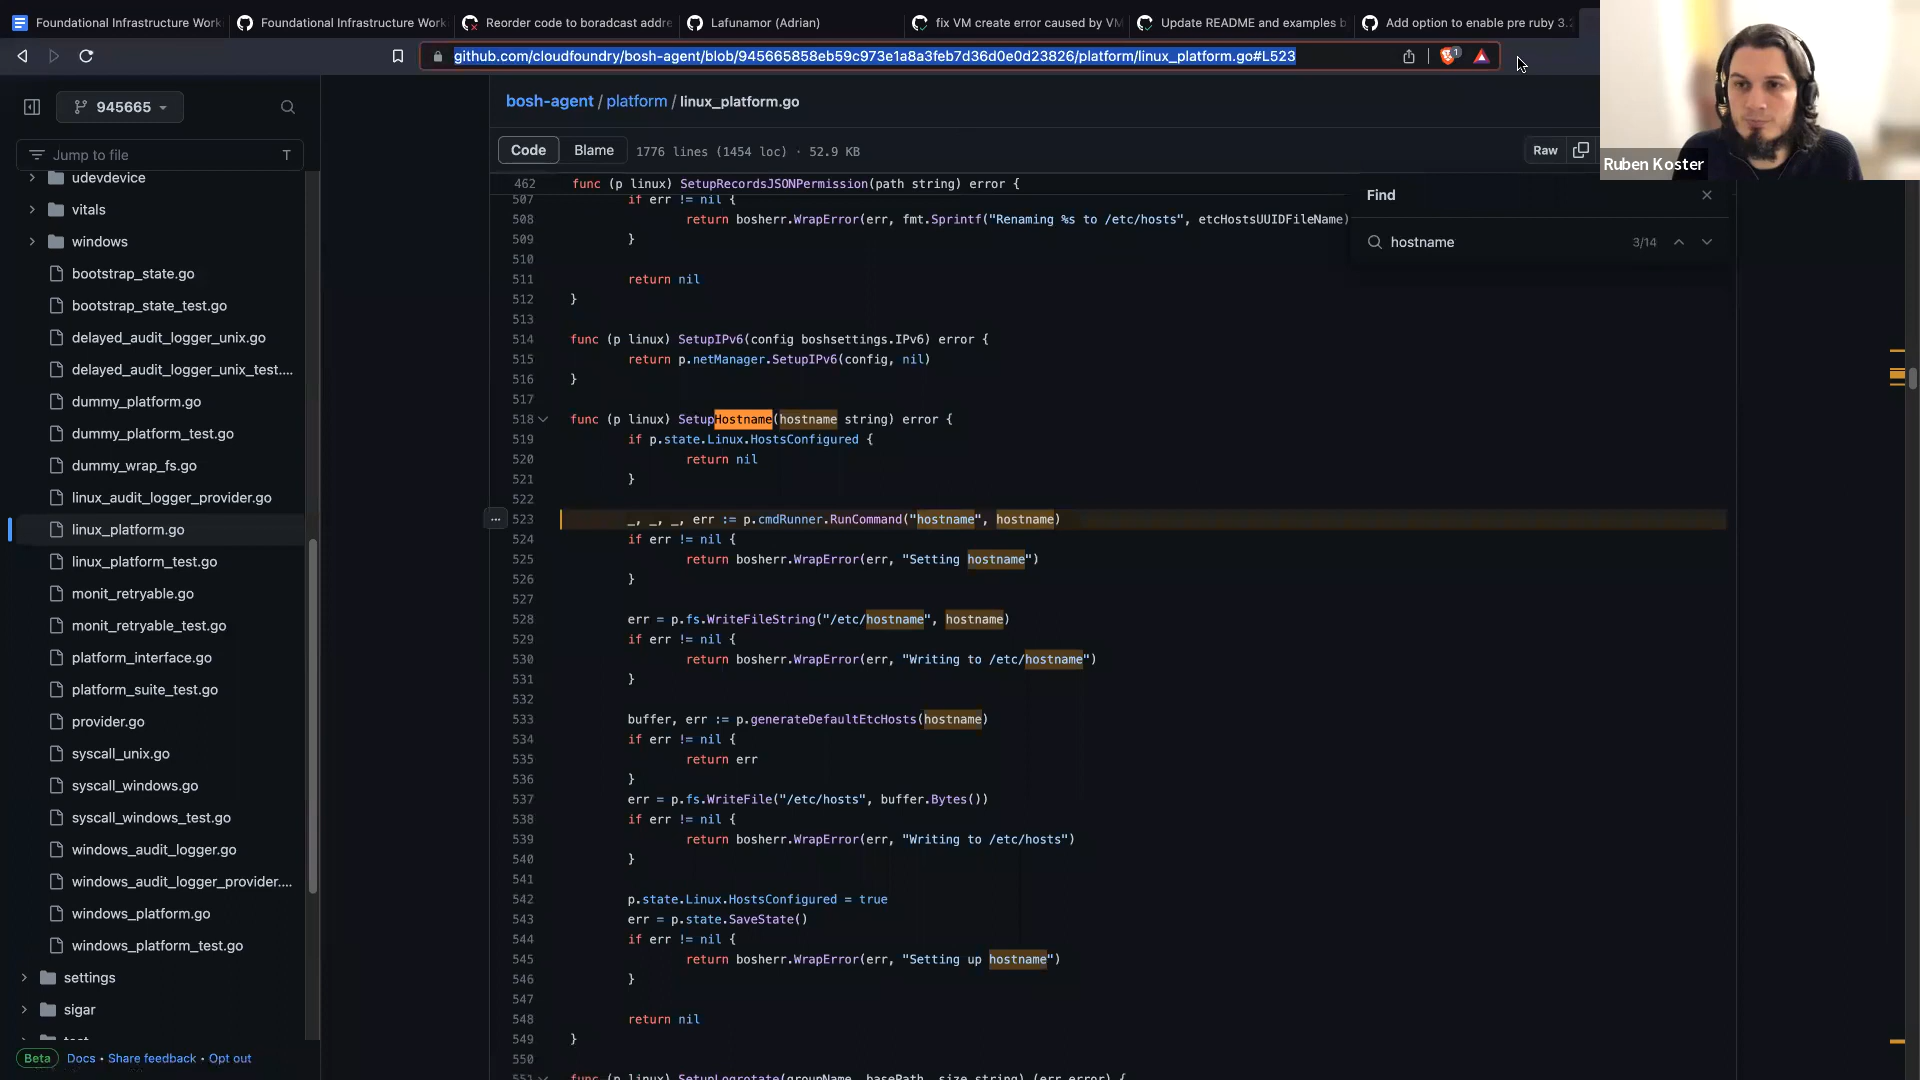 Foundational Infrastructure Work
Foundational Infrastructure Work
Reorder code to boradcast addre
Lafunamor (Adrian)
fix VM create error caused by VM
Update README and examples b
Add option to enable pre ruby 3.2
github.com/cloudfoundry/bosh-agent/blob/945665858eb59c973e1a8a3feb7d36d0e0d23826/platform/linux_platform.go#L523
1
945665
Jump to file
T
udevdevice
vitals
windows
bootstrap_state.go
bootstrap_state_test.go
delayed_audit_logger_unix.go
delayed_audit_logger_unix_test....
dummy_platform.go
dummy_platform_test.go
dummy_wrap_fs.go
linux_audit_logger_provider.go
linux_platform.go
linux_platform_test.go
monit_retryable.go
monit_retryable_test.go
platform_interface.go
platform_suite_test.go
provider.go
syscall_unix.go
syscall_windows.go
syscall_windows_test.go
windows_audit_logger.go
windows_audit_logger_provider....
windows_platform.go
windows_platform_test.go
settings
sigar
Beta Docs • Share feedback • Opt out
bosh-agent / platform / linux_platform.go
Code Blame 1776 lines (1454 loc) · 52.9 KB Raw
462 func (p linux) SetupRecordsJSONPermission(path string) error {
507 if err != nil {
508 return bosherr.WrapError(err, fmt.Sprintf("Renaming %s to /etc/hosts", etcHostsUUIDFileName)
509 }
510
511 return nil
512 }
513
514 func (p linux) SetupIPv6(config boshsettings.IPv6) error {
515 return p.netManager.SetupIPv6(config, nil)
516 }
517
518 func (p linux) SetupHostname(hostname string) error {
519 if p.state.Linux.HostsConfigured {
520 return nil
521 }
522
523 _, _, _, err := p.cmdRunner.RunCommand("hostname", hostname)
524 if err != nil {
525 return bosherr.WrapError(err, "Setting hostname")
526 }
527
528 err = p.fs.WriteFileString("/etc/hostname", hostname)
529 if err != nil {
530 return bosherr.WrapError(err, "Writing to /etc/hostname")
531 }
532
533 buffer, err := p.generateDefaultEtcHosts(hostname)
534 if err != nil {
535 return err
536 }
537 err = p.fs.WriteFile("/etc/hosts", buffer.Bytes())
538 if err != nil {
539 return bosherr.WrapError(err, "Writing to /etc/hosts")
540 }
541
542 p.state.Linux.HostsConfigured = true
543 err = p.state.SaveState()
544 if err != nil {
545 return bosherr.WrapError(err, "Setting up hostname")
546 }
547
548 return nil
549 }
550
551 func (p linux) SetupLogrotate(groupName, basePath, size string) (err error) {
Find
hostname 3/14
Ruben Koster